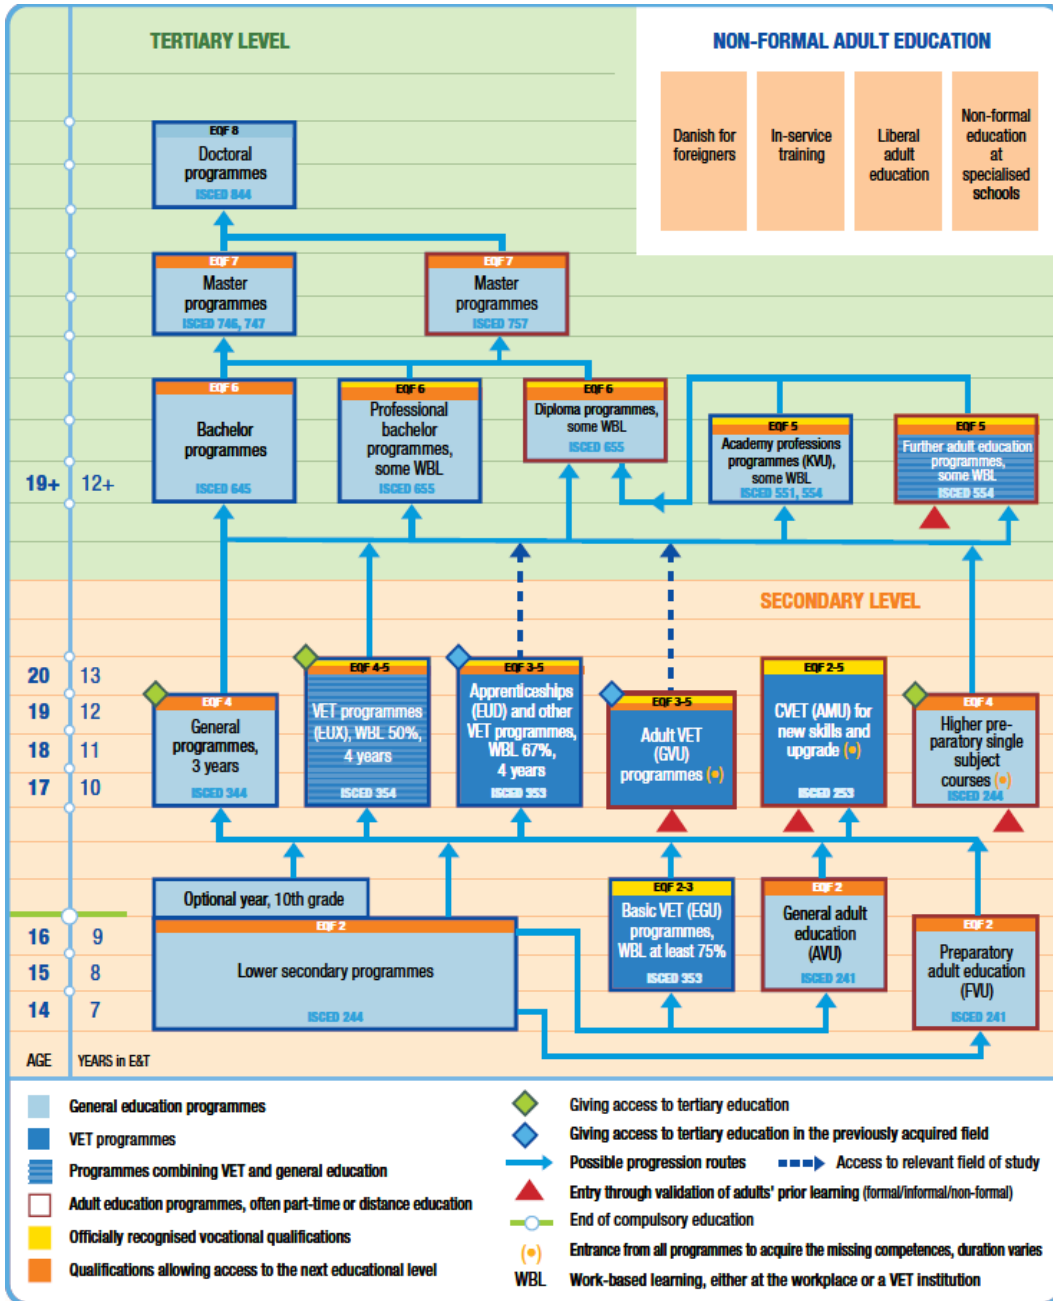 TERTIARY LEVEL
NON-FORMAL ADULT EDUCATION
Danish for
foreigners
In-service
training
Liberal
adult
education
Non-formal
education
at
specialised
schools
EQF 8
Doctoral
programmes
ISCED 844
EQF 7
Master
programmes
ISCED 746, 747
EQF 7
Master
programmes
ISCED 757
EQF 6
Bachelor
programmes
ISCED 645
EQF 6
Professional
bachelor
programmes,
some WBL
ISCED 655
EQF 6
Diploma programmes,
some WBL
ISCED 655
EQF 5
Academy professions
programmes (KVU),
some WBL
ISCED 551, 554
EQF 5
Further adult education
programmes,
some WBL
ISCED 554
19+ 12+
SECONDARY LEVEL
20 13
19 12
18 11
17 10
EQF 4
General
programmes,
3 years
ISCED 344
EQF 4-5
VET programmes
(EUX), WBL 50%,
4 years
ISCED 354
EQF 3-5
Apprenticeships
(EUD) and other
VET programmes,
WBL 67%,
4 years
ISCED 353
EQF 3-5
Adult VET
(GVU)
programmes (•)
EQF 2-5
CVET (AMU) for
new skills and
upgrade (•)
ISCED 253
EQF 4
Higher pre-
paratory single
subject
courses (•)
ISCED 244
Optional year, 10th grade
EQF 2
Lower secondary programmes
ISCED 244
EQF 2-3
Basic VET (EGU)
programmes,
WBL at least 75%
ISCED 353
EQF 2
General adult
education
(AVU)
ISCED 241
EQF 2
Preparatory
adult education
(FVU)
ISCED 241
16 9
15 8
14 7
AGE YEARS in E&T
General education programmes
VET programmes
Programmes combining VET and general education
Adult education programmes, often part-time or distance education
Officially recognised vocational qualifications
Qualifications allowing access to the next educational level
Giving access to tertiary education
Giving access to tertiary education in the previously acquired field
Possible progression routes
Access to relevant field of study
Entry through validation of adults' prior learning (formal/informal/non-formal)
End of compulsory education
(•) Entrance from all programmes to acquire the missing competences, duration varies
WBL Work-based learning, either at the workplace or a VET institution